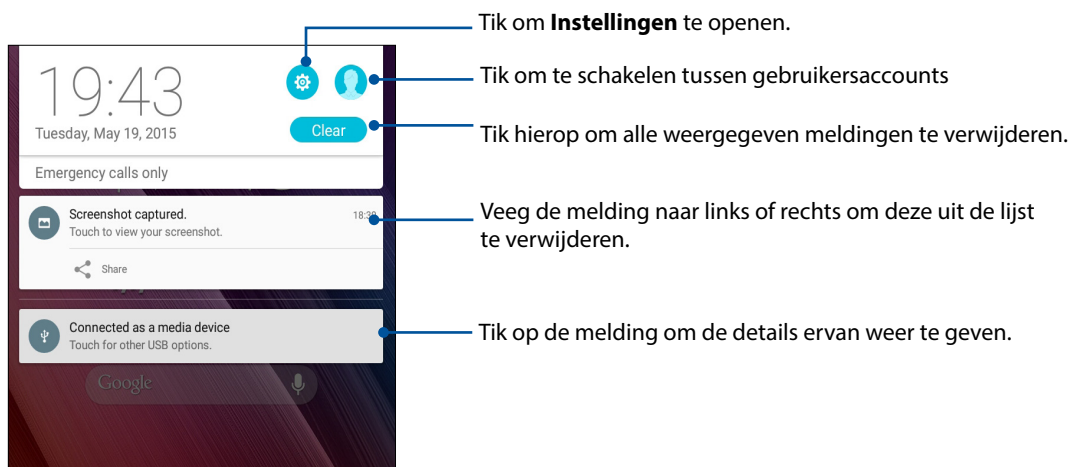 Tik om Instellingen te openen.
19:43
Tik om te schakelen tussen gebruikersaccounts
Tuesday, May 19, 2015
Clear
Tik hierop om alle weergegeven meldingen te verwijderen.
Emergency calls only
Screenshot captured.
Touch to view your screenshot.
Veeg de melding naar links of rechts om deze uit de lijst
te verwijderen.
Share
Connected as a media device
Touch for other USB options.
Tik op de melding om de details ervan weer te geven.
Google